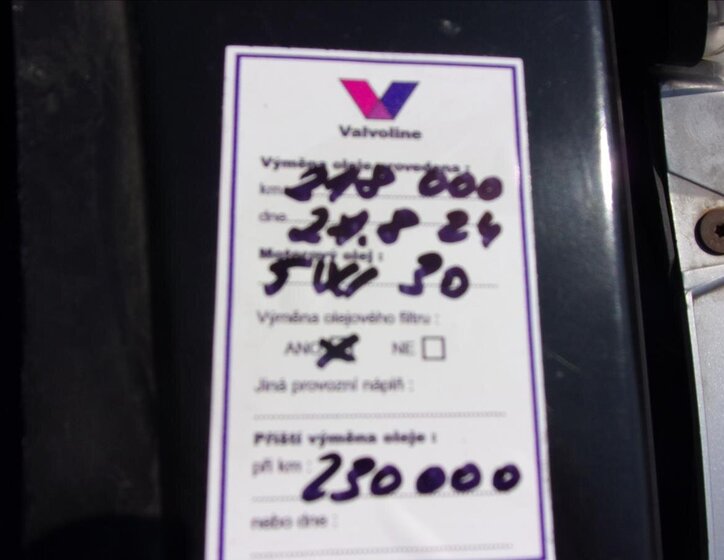 Valvoline
Výměna oleje provedena :
km 218 000
dne 8 24
Motorový olej :
5W 30
Výměna olejového filtru :
ANO X NE
Jiná provozní náplň :
Příští výměna oleje :
při km : 230 000
nebo dne :